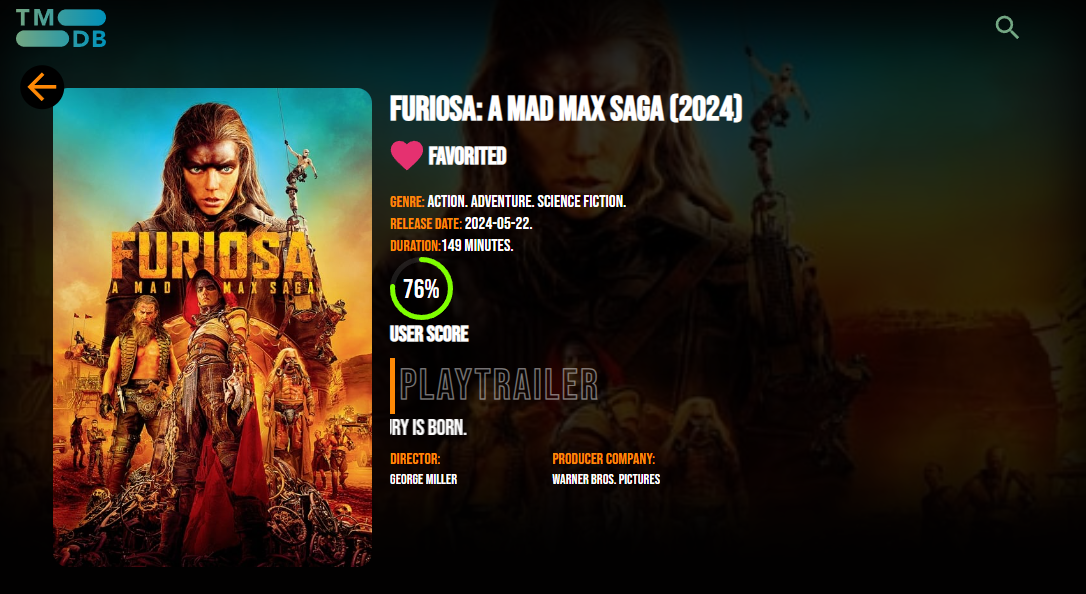 TMDB
FURIOSA: A MAD MAX SAGA (2024)
FAVORITED
GENRE: ACTION. ADVENTURE. SCIENCE FICTION.
RELEASE DATE: 2024-05-22.
DURATION:149 MINUTES.
76%
USER SCORE
PLAYTRAILER
RY IS BORN.
DIRECTOR: PRODUCER COMPANY:
GEORGE MILLER WARNER BROS. PICTURES
FURIOSA
A MAD MAX SAGA